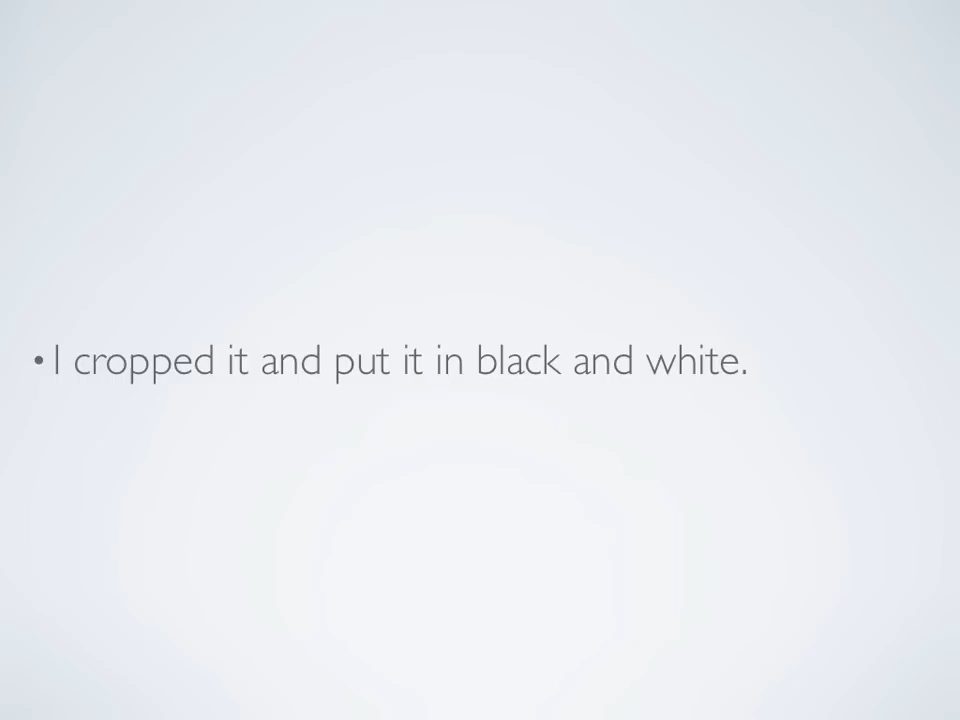 • I cropped it and put it in black and white.